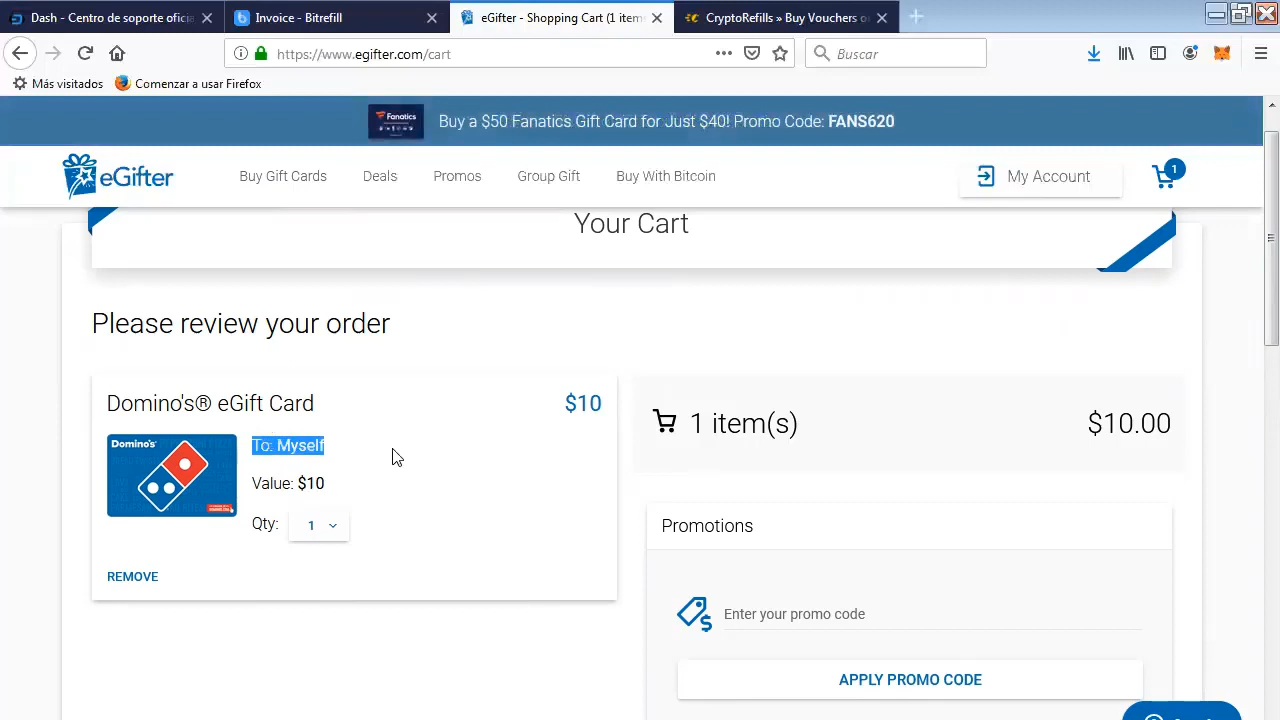 Dash - Centro de soporte oficia
Invoice - Bitrefill
eGifter - Shopping Cart (1 item
CryptoRefills » Buy Vouchers o
https://www.egifter.com/cart
Buscar
Más visitados
Comenzar a usar Firefox
Fanatics
Buy a $50 Fanatics Gift Card for Just $40! Promo Code: FANS620
eGifter
Buy Gift Cards
Deals
Promos
Group Gift
Buy With Bitcoin
My Account
1
Your Cart
Please review your order
Domino's® eGift Card
$10
Domino's
To: Myself
Value: $10
Qty: 1
REMOVE
1 item(s)
$10.00
Promotions
Enter your promo code
APPLY PROMO CODE